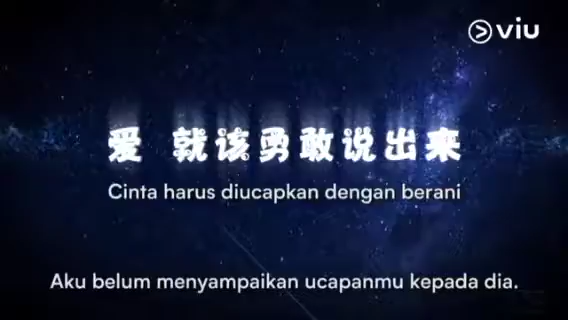 viu
爱 就该勇敢说出来
Cinta harus diucapkan dengan berani
Aku belum menyampaikan ucapanmu kepada dia.